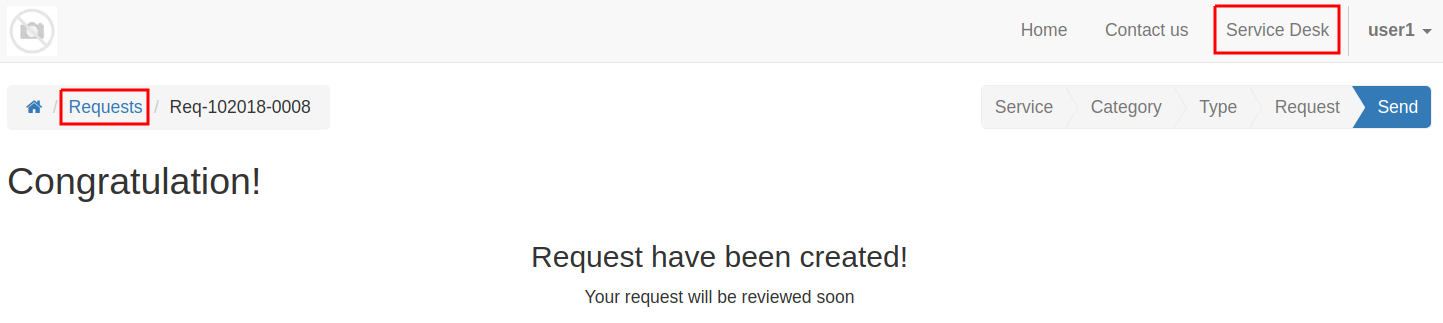 Home Contact us Service Desk user1
/ Requests / Req-102018-0008 Service Category Type Request Send
Congratulation!
Request have been created!
Your request will be reviewed soon